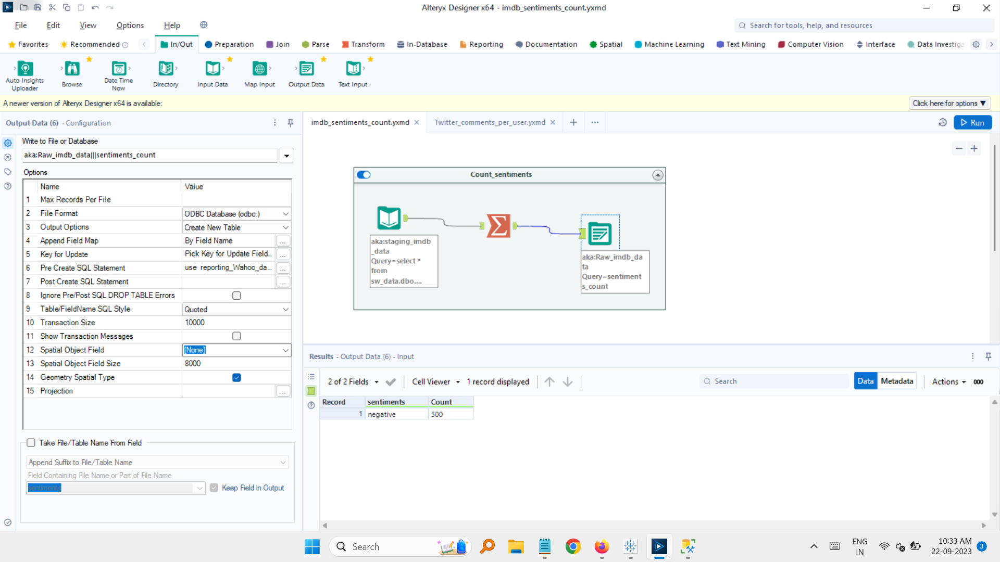 Alteryx Designer x64 - imdb_sentiments_count.yxmd
File Edit View Options Help
Search for tools, help, and resources
Favorites Recommended In/Out Preparation Join Parse Transform In-Database Reporting Documentation Spatial Machine Learning Text Mining Computer Vision Interface Data Investiga
Auto Insights Uploader
Browse
Date Time Now
Directory
Input Data
Map Input
Output Data
Text Input
A newer version of Alteryx Designer x64 is available:
Click here for options ▼
Output Data (6) - Configuration
imdb_sentiments_count.yxmd
Twitter_comments_per_user.yxmd
Run
Write to File or Database
aka:Raw_imdb_data|||sentiments_count
Options
Name Value
1 Max Records Per File
2 File Format ODBC Database (odbc:)
3 Output Options Create New Table
4 Append Field Map By Field Name ...
5 Key for Update Pick Key for Update Field... ...
6 Pre Create SQL Statement use reporting_Wahoo_da... ...
7 Post Create SQL Statement ...
8 Ignore Pre/Post SQL DROP TABLE Errors
9 Table/FieldName SQL Style Quoted
10 Transaction Size 10000
11 Show Transaction Messages
12 Spatial Object Field [None]
13 Spatial Object Field Size 8000
14 Geometry Spatial Type
15 Projection ...
Take File/Table Name From Field
Append Suffix to File/Table Name
Field Containing File Name or Part of File Name
sentiments
Keep Field in Output
Count_sentiments
aka:staging_imdb
_data
Query=select *
from
sw_data.dbo....
aka:Raw_imdb_da
ta
Query=sentiment
s_count
Results - Output Data (6) - Input
2 of 2 Fields Cell Viewer 1 record displayed Search Data Metadata Actions 000
Record sentiments Count
1 negative 500
Search
ENG
IN
10:33 AM
22-09-2023
3